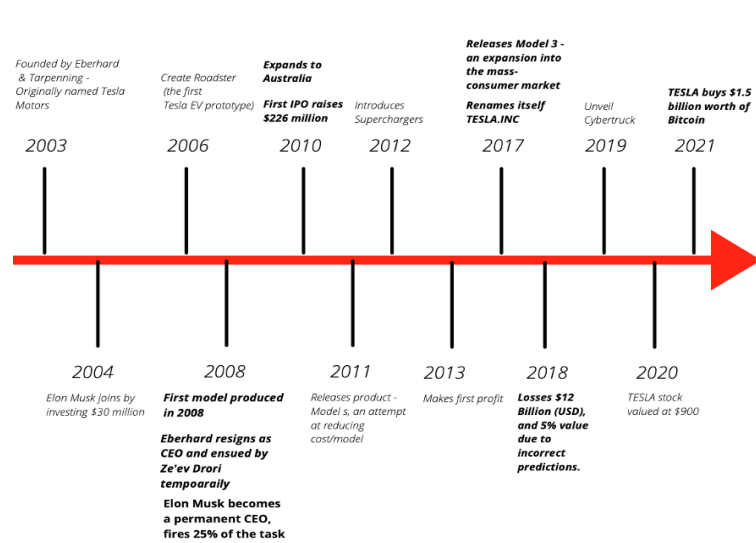 Founded by Eberhard
& Tarpenning -
Originally named Tesla
Motors
2003
Create Roadster
(the first
Tesla EV prototype)
2006
Expands to
Australia
First IPO raises
$226 million
2010
Introduces
Superchargers
2012
Releases Model 3 -
an expansion into
the mass-
consumer market
Renames itself
TESLA.INC
2017
Unveil
Cybertruck
2019
TESLA buys $1.5
billion worth of
Bitcoin
2021
2004
Elon Musk joins by
investing $30 million
2008
First model produced
in 2008
Eberhard resigns as
CEO and ensued by
Ze'ev Drori
tempoaraily
Elon Musk becomes
a permanent CEO,
fires 25% of the task
2011
Releases product -
Model s, an attempt
at reducing
cost/model
2013
Makes first profit
2018
Losses $12
Billion (USD),
and 5% value
due to
incorrect
predictions.
2020
TESLA stock
valued at $900